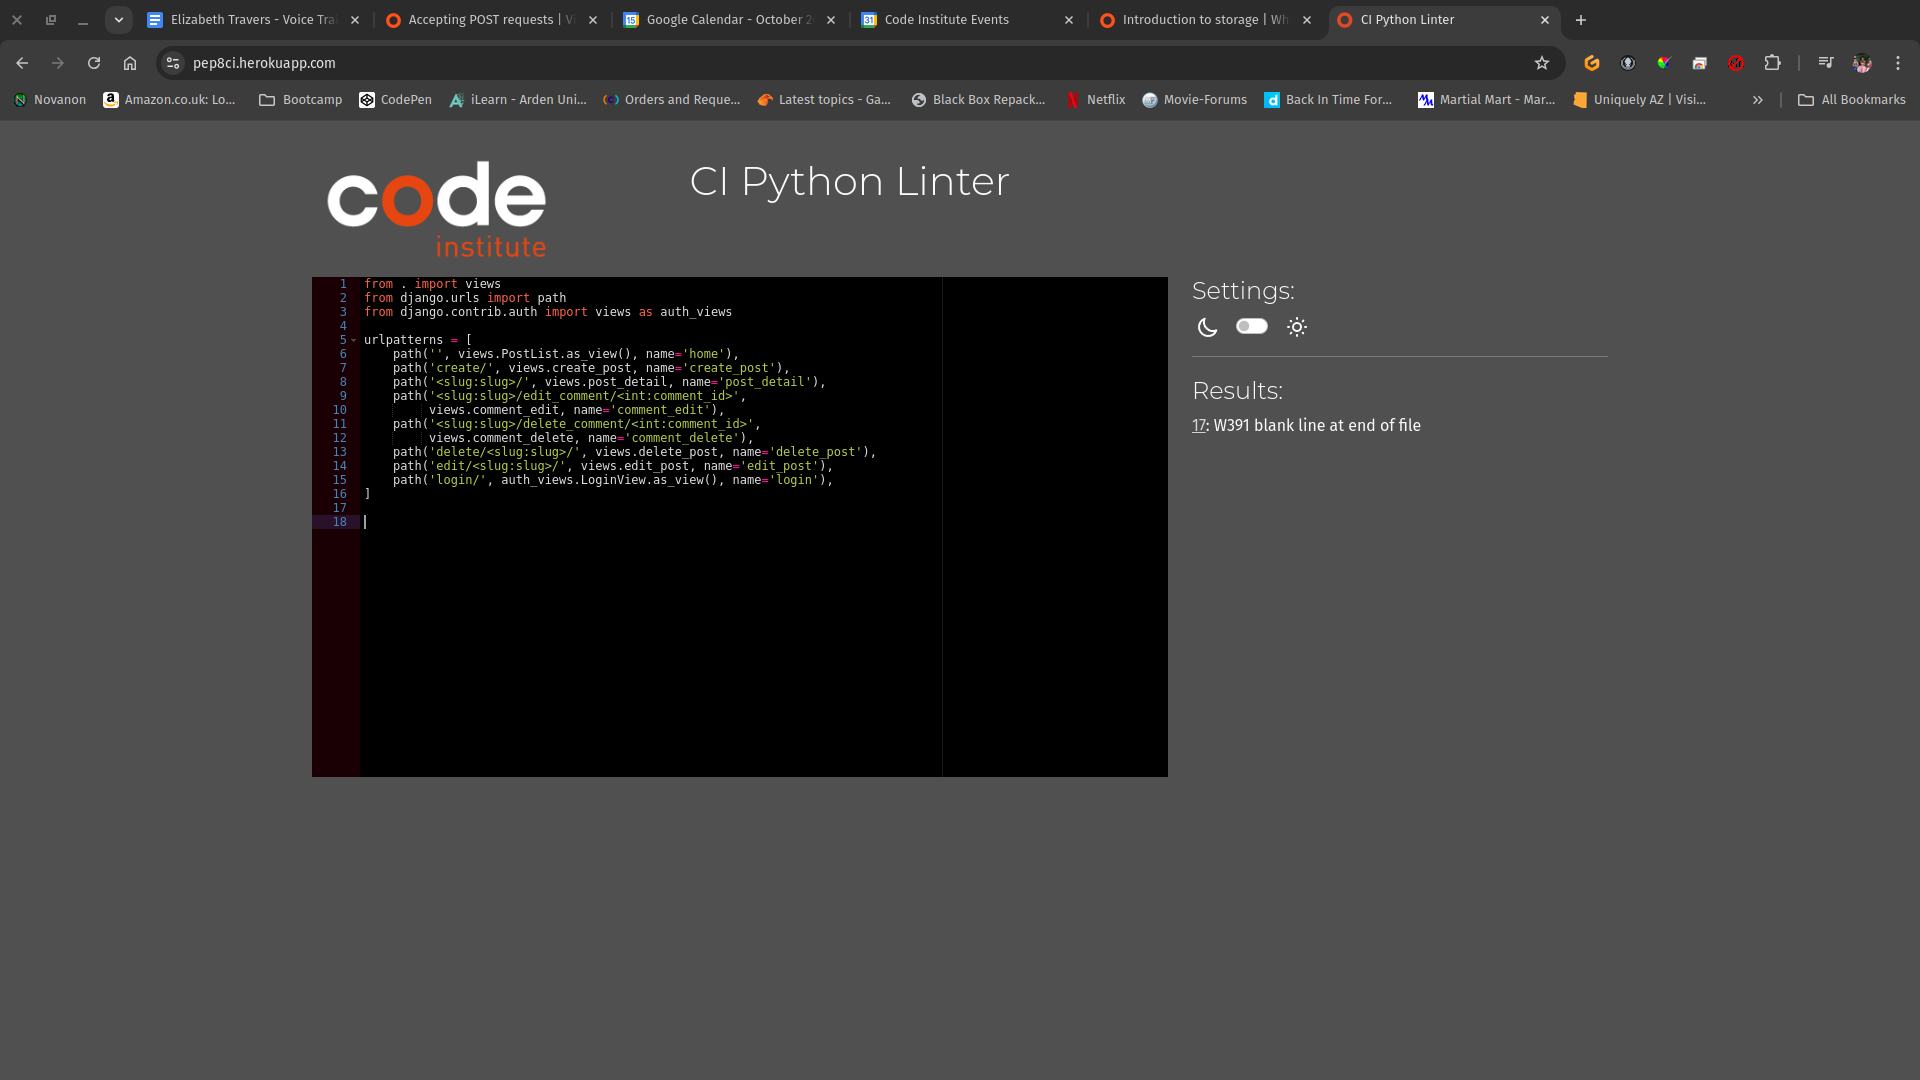 Elizabeth Travers - Voice Tra
Accepting POST requests | V
Google Calendar - October 2
Code Institute Events
Introduction to storage | Wh
CI Python Linter
pep8ci.herokuapp.com
Novanon
Amazon.co.uk: Lo...
Bootcamp
CodePen
iLearn - Arden Uni...
Orders and Reque...
Latest topics - Ga...
Black Box Repack...
Netflix
Movie-Forums
Back In Time For...
Martial Mart - Mar...
Uniquely AZ | Visi...
All Bookmarks
code
institute
CI Python Linter
1 from . import views
2 from django.urls import path
3 from django.contrib.auth import views as auth_views
4
5 urlpatterns = [
6     path('', views.PostList.as_view(), name='home'),
7     path('create/', views.create_post, name='create_post'),
8     path('<slug:slug>/', views.post_detail, name='post_detail'),
9     path('<slug:slug>/edit_comment/<int:comment_id>',
10          views.comment_edit, name='comment_edit'),
11     path('<slug:slug>/delete_comment/<int:comment_id>',
12          views.comment_delete, name='comment_delete'),
13     path('delete/<slug:slug>/', views.delete_post, name='delete_post'),
14     path('edit/<slug:slug>/', views.edit_post, name='edit_post'),
15     path('login/', auth_views.LoginView.as_view(), name='login'),
16 ]
17
18
Settings:
Results:
17: W391 blank line at end of file